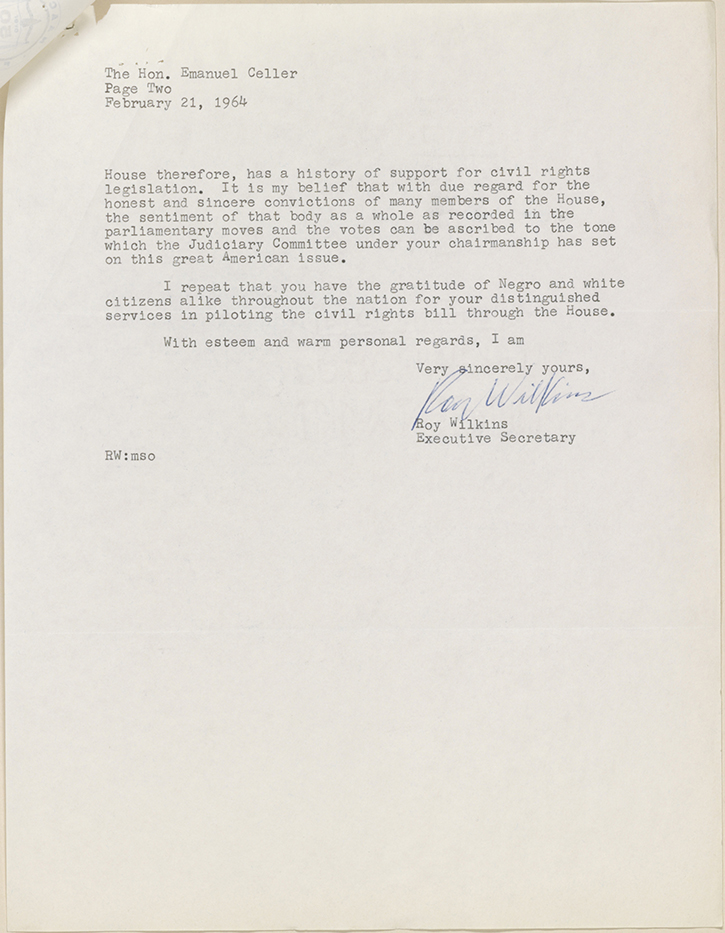 The Hon. Emanuel Celler
Page Two
February 21, 1964
House therefore, has a history of support for civil rights
legislation. It is my belief that with due regard for the
honest and sincere convictions of many members of the House,
the sentiment of that body as a whole as recorded in the
parliamentary moves and the votes can be ascribed to the tone
which the Judiciary Committee under your chairmanship has set
on this great American issue.
I repeat that you have the gratitude of Negro and white
citizens alike throughout the nation for your distinguished
services in piloting the civil rights bill through the House.
With esteem and warm personal regards, I am
Very sincerely yours,
Roy Wilkins
Roy Wilkins
Executive Secretary
RW:mso